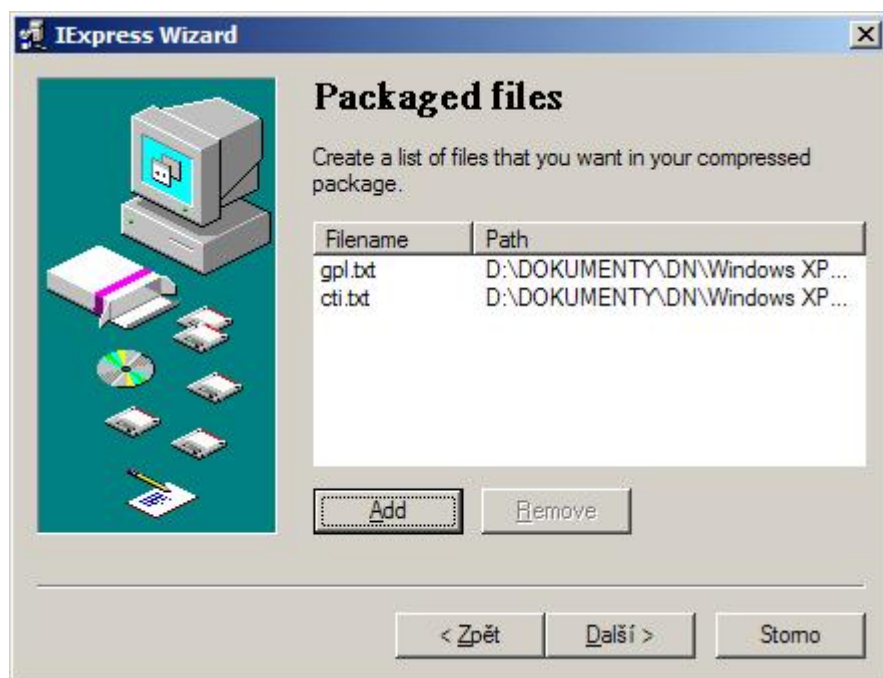 IExpress Wizard
Packaged files
Create a list of files that you want in your compressed
package.
Filename Path
gpl.txt D:\DOKUMENTY\DN\Windows XP...
cti.txt D:\DOKUMENTY\DN\Windows XP...
Add Remove
< Zpět Další > Storno